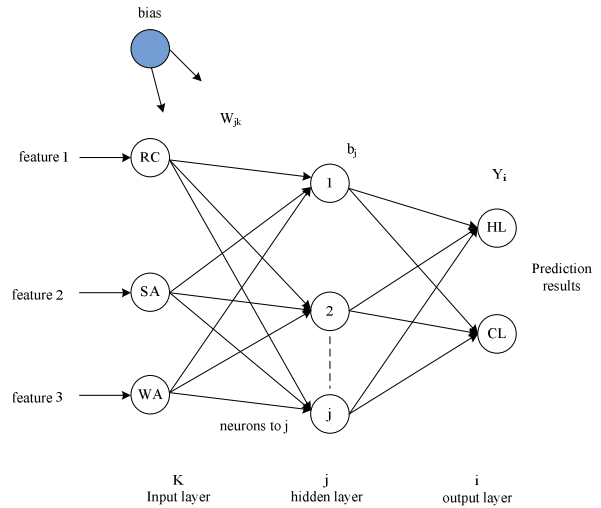 bias
W_jk
b_j
feature 1
RC
1
Y_i
HL
feature 2
SA
2
Prediction
results
CL
feature 3
WA
j
neurons to j
K
Input layer
j
hidden layer
i
output layer